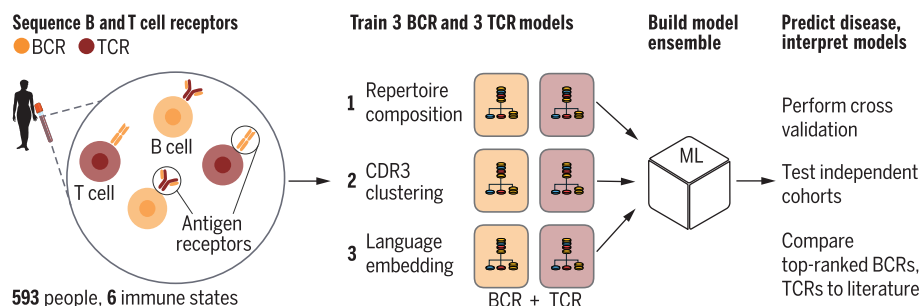 Sequence B and T cell receptors
BCR TCR
B cell
T cell
Antigen
receptors
593 people, 6 immune states
Train 3 BCR and 3 TCR models
1 Repertoire
composition
2 CDR3
clustering
3 Language
embedding
BCR + TCR
Build model
ensemble
ML
Predict disease,
interpret models
Perform cross
validation
Test independent
cohorts
Compare
top-ranked BCRs,
TCRs to literature